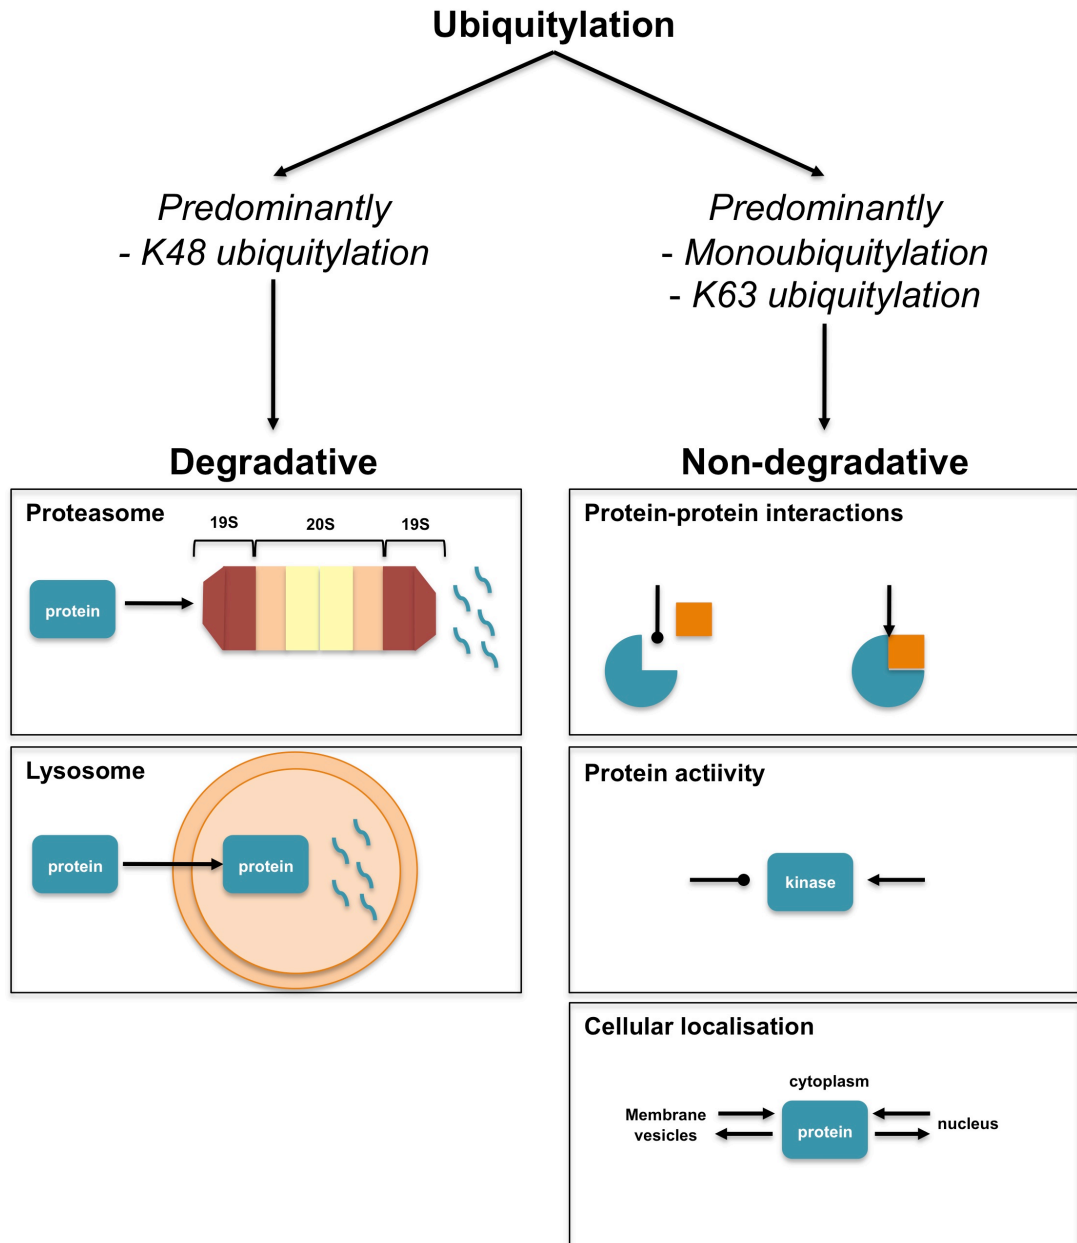 Ubiquitylation
Predominantly
- K48 ubiquitylation
Predominantly
- Monoubiquitylation
- K63 ubiquitylation
Degradative
Proteasome
19S
20S
19S
protein
Lysosome
protein
protein
Non-degradative
Protein-protein interactions
Protein actiivity
kinase
Cellular localisation
cytoplasm
Membrane
vesicles
protein
nucleus